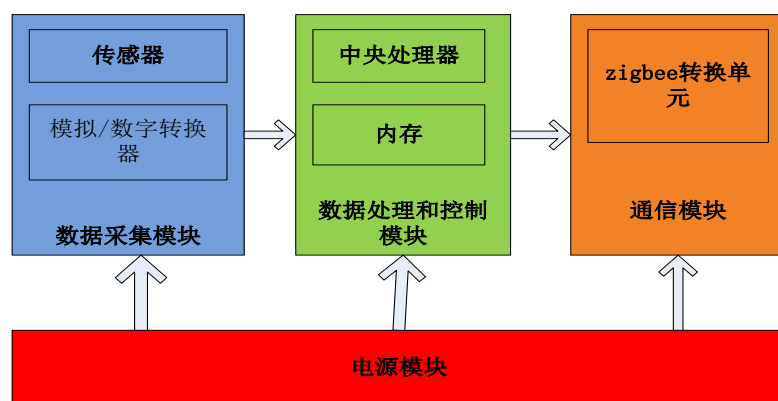 传感器
模拟/数字转换
器
数据采集模块
中央处理器
内存
数据处理和控制
模块
zigbee转换单
元
通信模块
电源模块